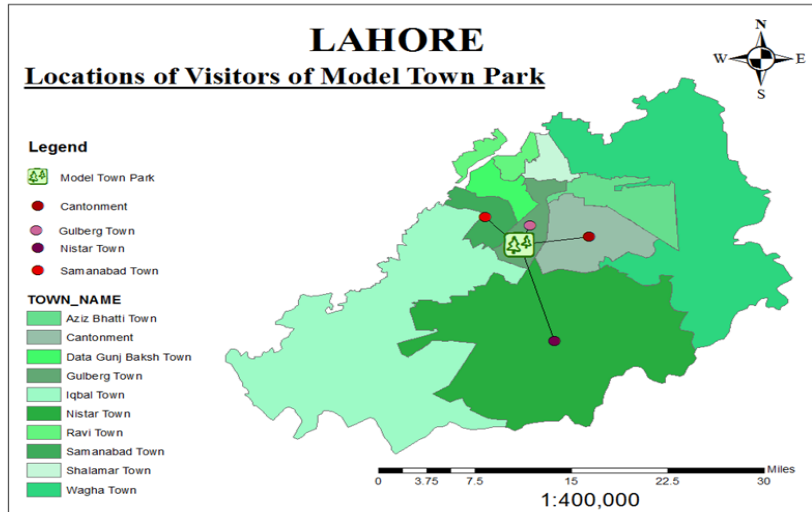 LAHORE
Locations of Visitors of Model Town Park
N
W E
S
Legend
Model Town Park
Cantonment
Gulberg Town
Nistar Town
Samanabad Town
TOWN_NAME
Aziz Bhatti Town
Cantonment
Data Gunj Baksh Town
Gulberg Town
Iqbal Town
Nistar Town
Ravi Town
Samanabad Town
Shalamar Town
Wagha Town
Miles
0 3.75 7.5 15 22.5 30
1:400,000